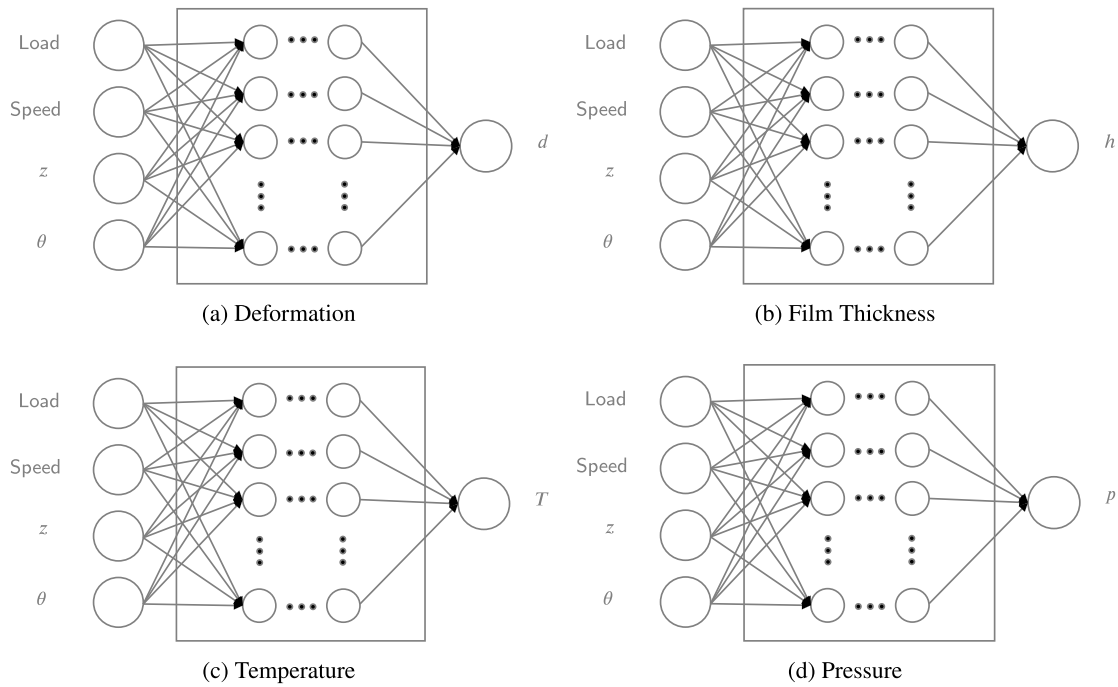 Load
Speed
z
θ
d
(a) Deformation
Load
Speed
z
θ
h
(b) Film Thickness
Load
Speed
z
θ
T
(c) Temperature
Load
Speed
z
θ
p
(d) Pressure